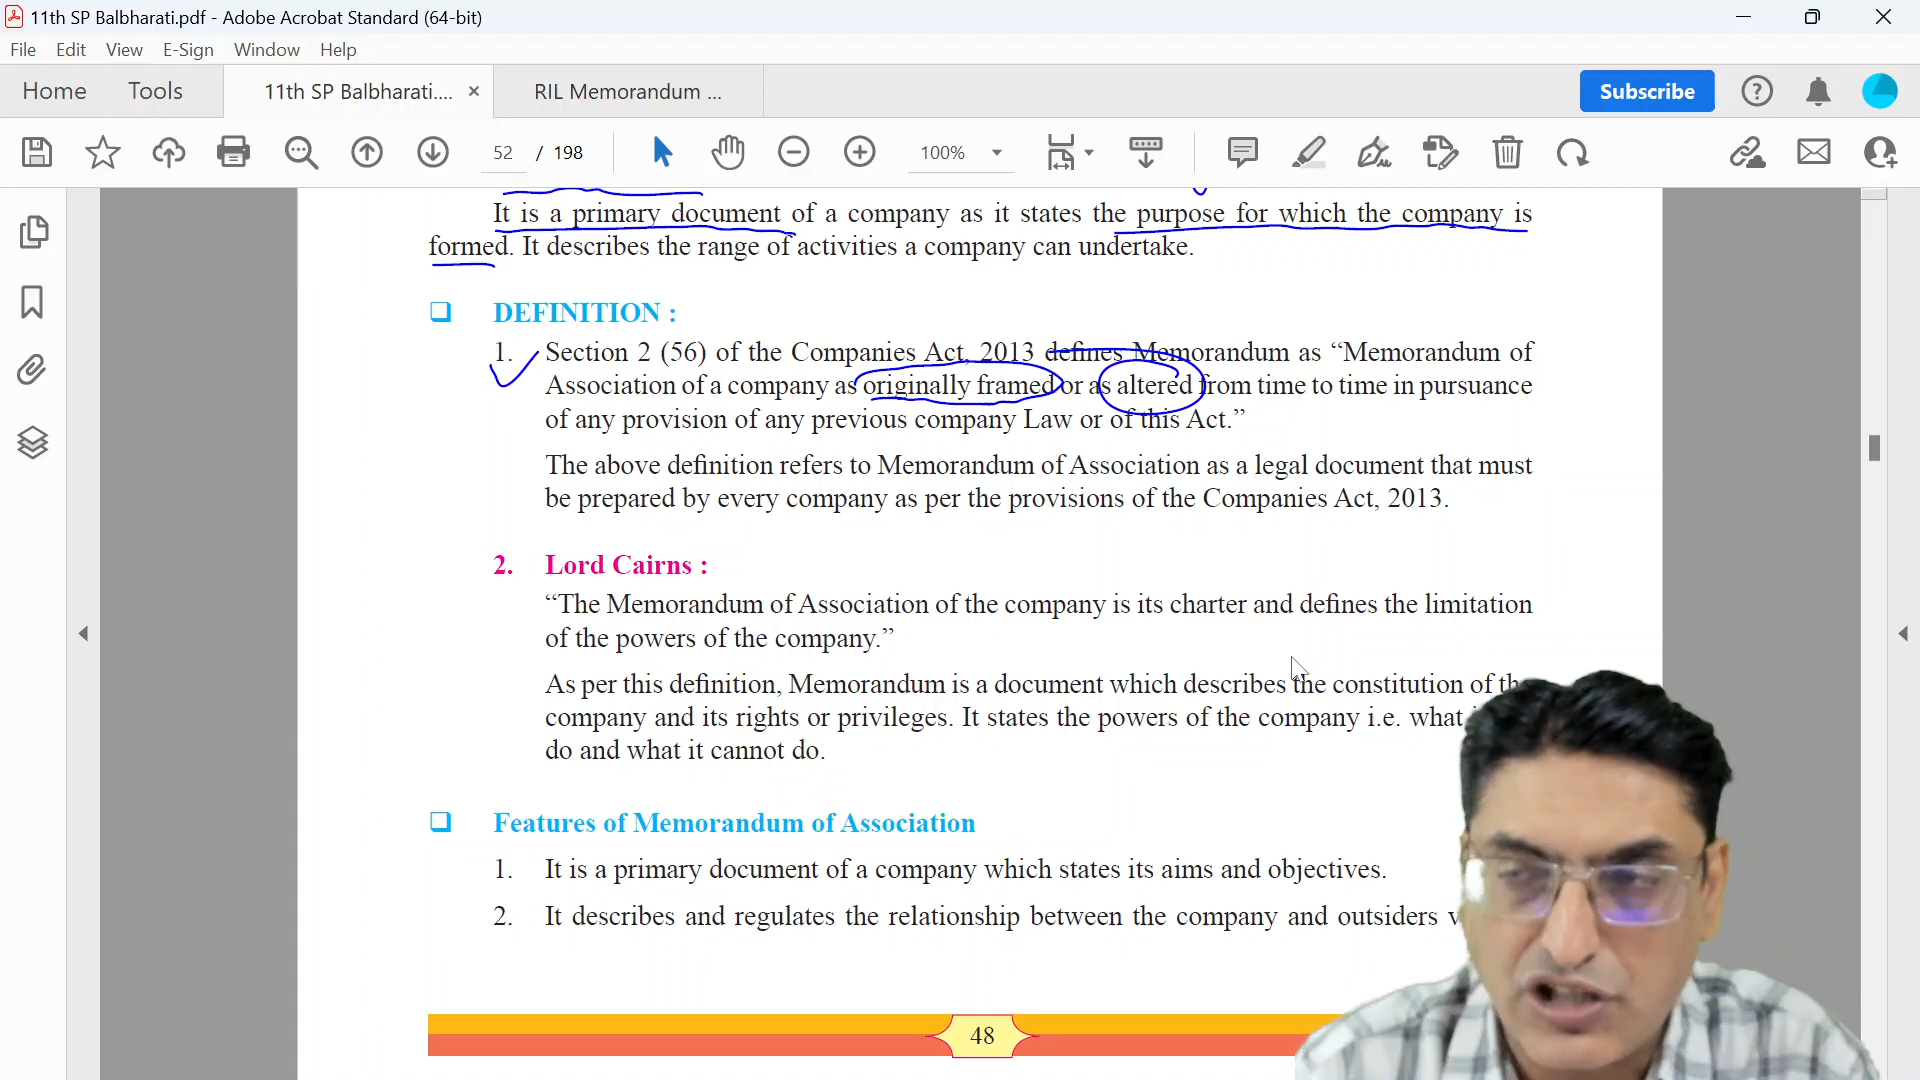 11th SP Balbharati.pdf - Adobe Acrobat Standard (64-bit)
File Edit View E-Sign Window Help
Home Tools 11th SP Balbharati.... × RIL Memorandum ... Subscribe
52 / 198 100%
It is a primary document of a company as it states the purpose for which the company is
formed. It describes the range of activities a company can undertake.
❑ DEFINITION :
1. Section 2 (56) of the Companies Act, 2013 defines Memorandum as “Memorandum of
Association of a company as originally framed or as altered from time to time in pursuance
of any provision of any previous company Law or of this Act.”
The above definition refers to Memorandum of Association as a legal document that must
be prepared by every company as per the provisions of the Companies Act, 2013.
2. Lord Cairns :
“The Memorandum of Association of the company is its charter and defines the limitation
of the powers of the company.”
As per this definition, Memorandum is a document which describes the constitution of
company and its rights or privileges. It states the powers of the company i.e. what
do and what it cannot do.
❑ Features of Memorandum of Association
1. It is a primary document of a company which states its aims and objectives.
2. It describes and regulates the relationship between the company and outsiders
48